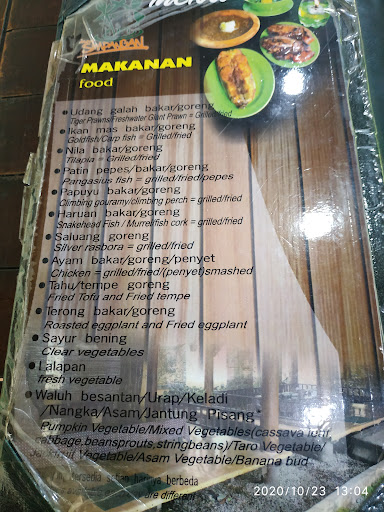 MAKANAN
food
Udang galah bakar/goreng
Tiger Prawns/Freshwater Giant Prawn = Grilled/fried
Ikan mas bakar/goreng
Goldfish/Carp fish = Grilled/fried
Nila bakar/goreng
Tilapia = Grilled/fried
Patin pepes/bakar/goreng
Pangasius fish = grilled/fried/pepes
Papuyu bakar/goreng
Climbing gouramy/climbing perch = grilled/fried
Haruan bakar/goreng
Snakehead Fish / Murrel/fish cork = grilled/fried
Saluang goreng
Silver rasbora = grilled/fried
Ayam bakar/goreng/penyet
Chicken = grilled/fried/(penyet)smashed
Tahu/tempe goreng
Fried Tofu and Fried tempe
Terong bakar/goreng
Roasted eggplant and Fried eggplant
Sayur bening
Clear vegetables
Lalapan
fresh vegetable
Waluh besantan/Urap/Keladi
/Nangka/Asam/Jantung Pisang*
Pumpkin Vegetable/Mixed Vegetables(cassava leaf,
cabbage,beansprouts,stringbeans)/Taro Vegetable/
Vegetable/Asam Vegetable/Banana bud
berbeda
are different
2020/10/23 13:04